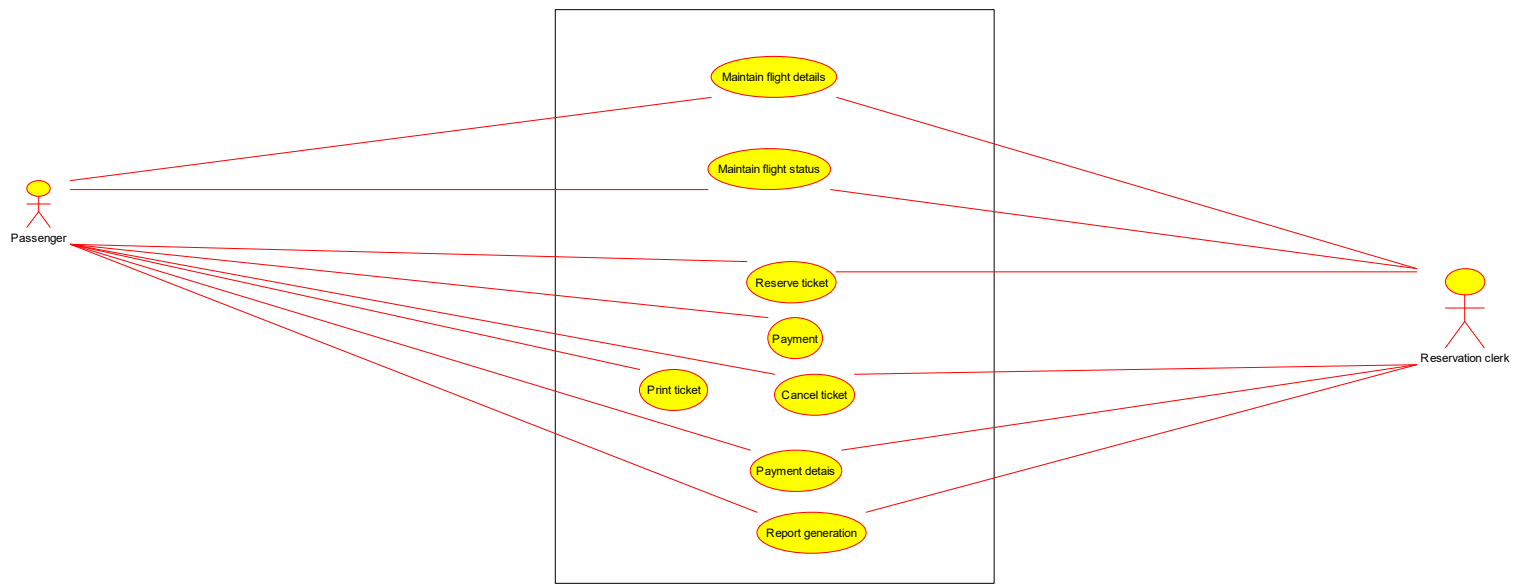 Maintain flight details
Maintain flight status
Passenger
Reserve ticket
Payment
Reservation clerk
Print ticket
Cancel ticket
Payment detais
Report generation